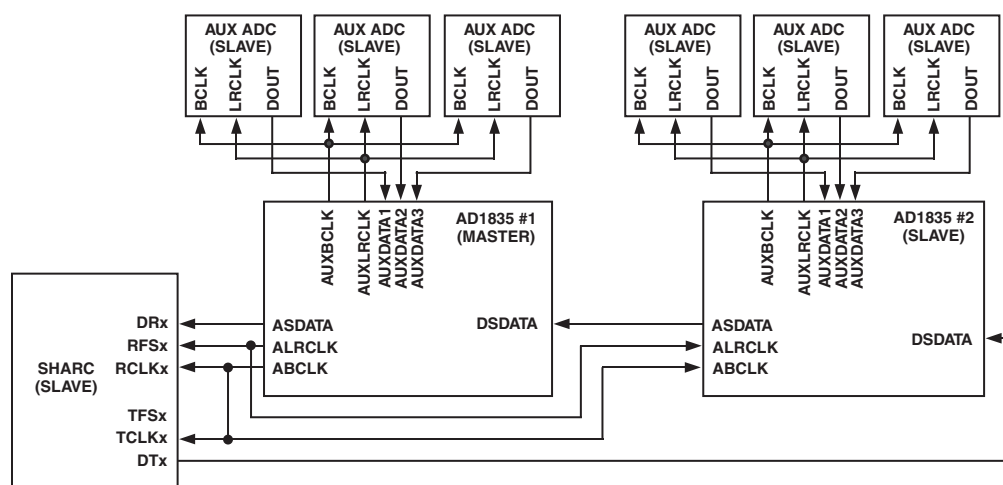 AUX ADC
(SLAVE)
BCLK
LRCLK
DOUT
AUX ADC
(SLAVE)
BCLK
LRCLK
DOUT
AUX ADC
(SLAVE)
BCLK
LRCLK
DOUT
AUX ADC
(SLAVE)
BCLK
LRCLK
DOUT
AUX ADC
(SLAVE)
BCLK
LRCLK
DOUT
AUX ADC
(SLAVE)
BCLK
LRCLK
DOUT
AUXBCLK
AUXLRCLK
AUXDATA1
AUXDATA2
AUXDATA3
AD1835 #1
(MASTER)
ASDATA
ALRCLK
ABCLK
DSDATA
AUXBCLK
AUXLRCLK
AUXDATA1
AUXDATA2
AUXDATA3
AD1835 #2
(SLAVE)
ASDATA
ALRCLK
ABCLK
DSDATA
SHARC
(SLAVE)
DRx
RFSx
RCLKx
TFSx
TCLKx
DTx